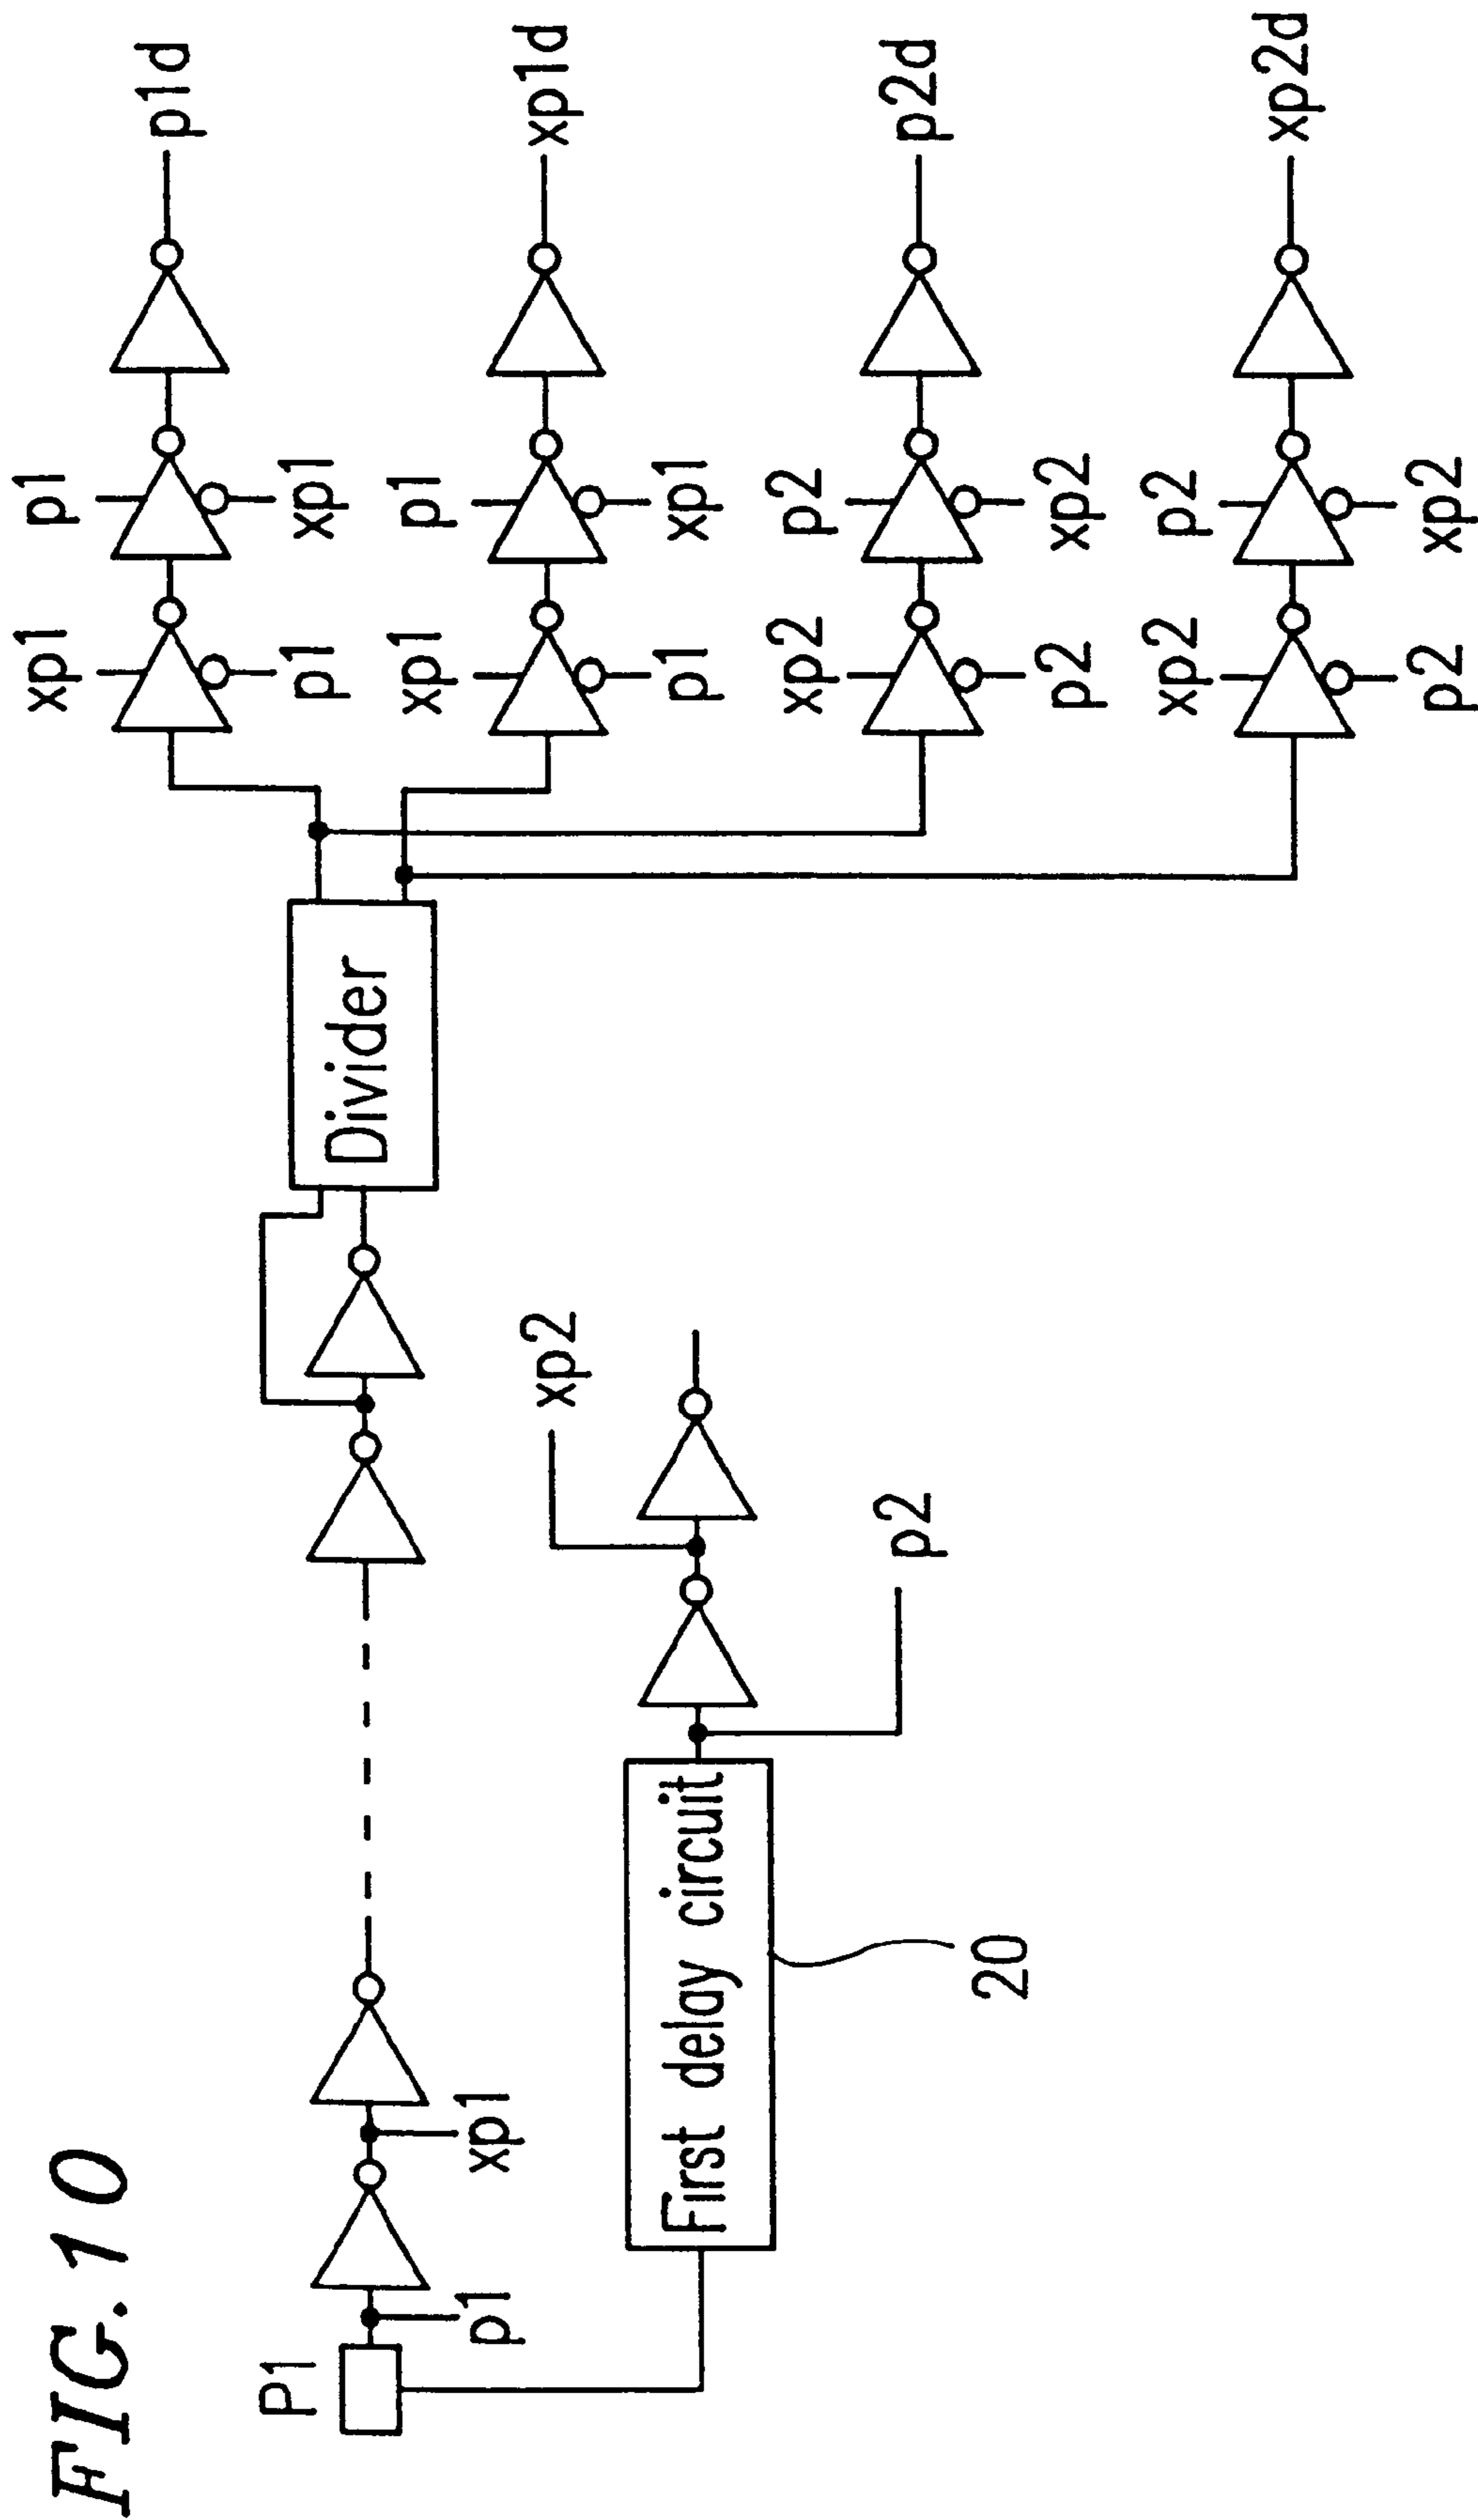 FIG. 10
P1
p1
xp1
First delay circuit
20
p2
xp2
Divider
xp1
p1
p1
xp1
p1d
xp1
p1
p1
xp1
xp1d
xp2
p2
p2
xp2
p2d
xp2
p2
p2
xp2
xp2d